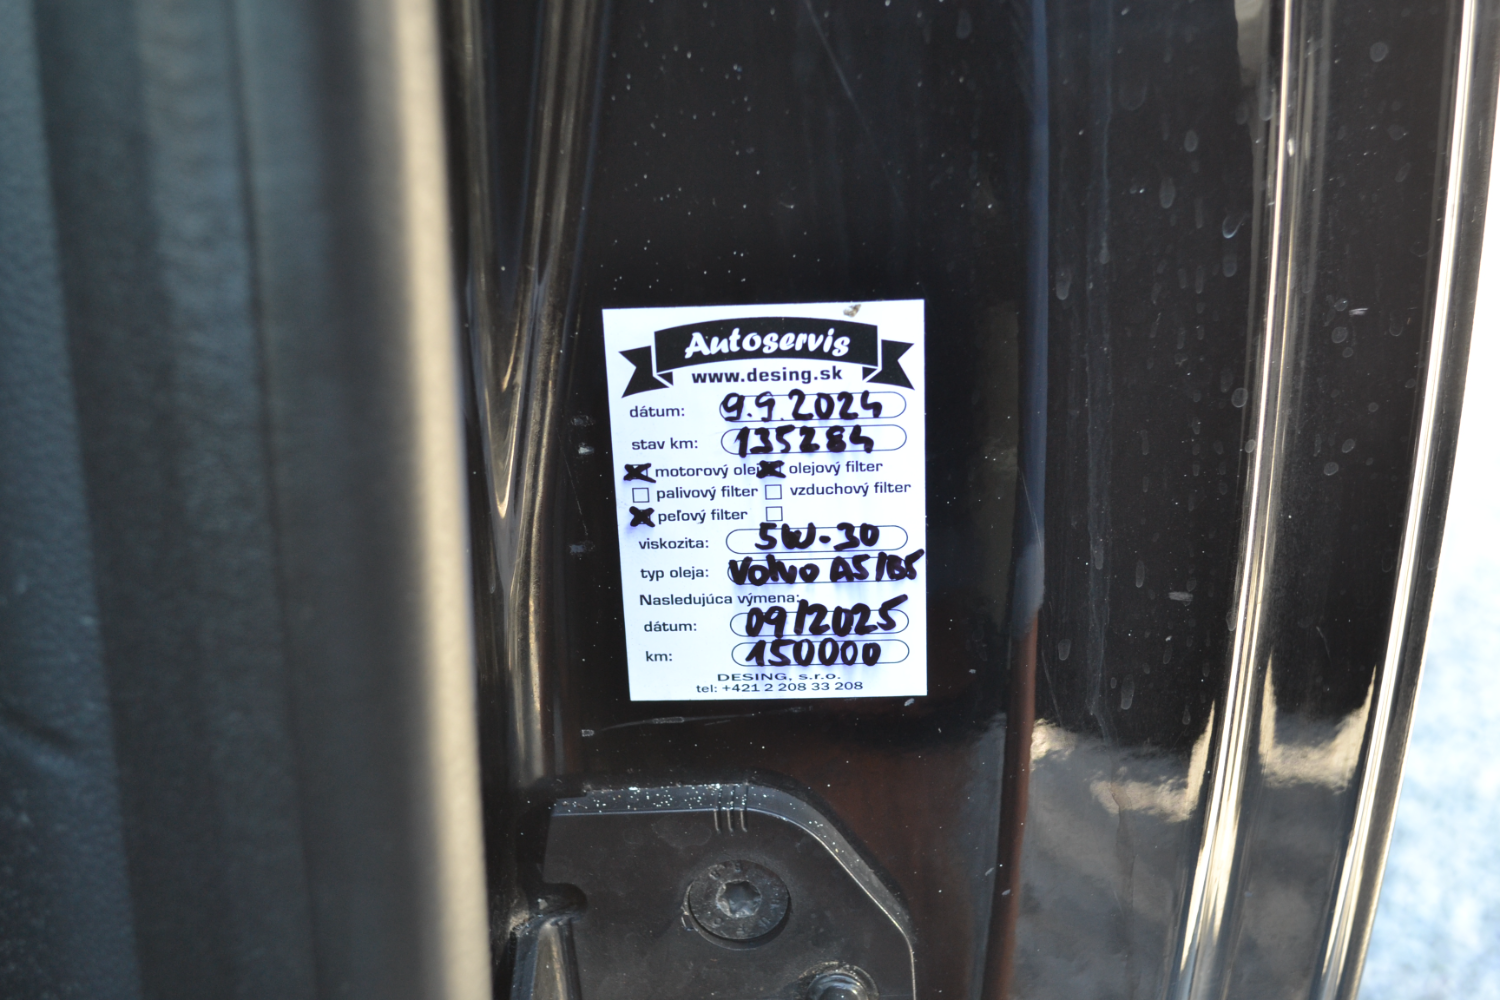 Autoservis
www.desing.sk
dátum: 9.9.2024
stav km: 135284
motorový olej olejový filter
palivový filter vzduchový filter
peľový filter
viskozita: 5W-30
typ oleja: Volvo A5/B5
Nasledujúca výmena:
dátum: 09/2025
km: 150000
DESING, s.r.o.
tel: +421 2 208 33 208